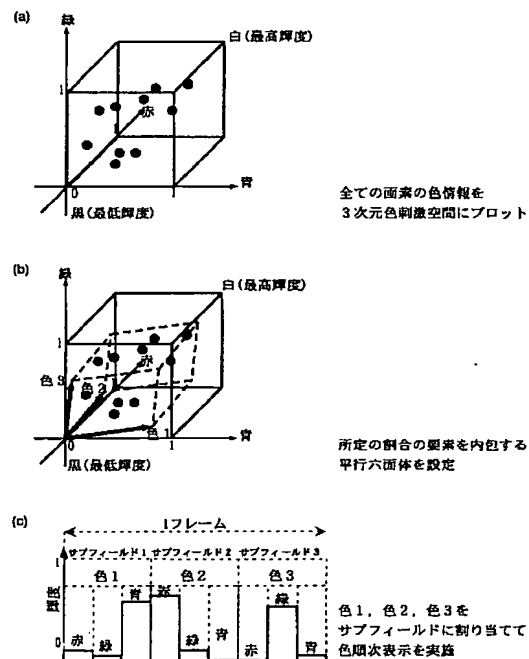 (a)
緑
白(最高輝度)
1
赤
1
0
1
青
黒(最低輝度)
全ての画素の色情報を
3次元色刺激空間にプロット
(b)
緑
白(最高輝度)
1
赤
色3
色2
1
色1
0
1
青
黒(最低輝度)
所定の割合の要素を内包する
平行六面体を設定
(c)
1フレーム
サブフィールド1 サブフィールド2 サブフィールド3
1
色1 色2 色3
輝度
0
赤 緑 青 赤 緑 青 赤 緑 青
色1，色2，色3を
サブフィールドに割り当てて
色順次表示を実施